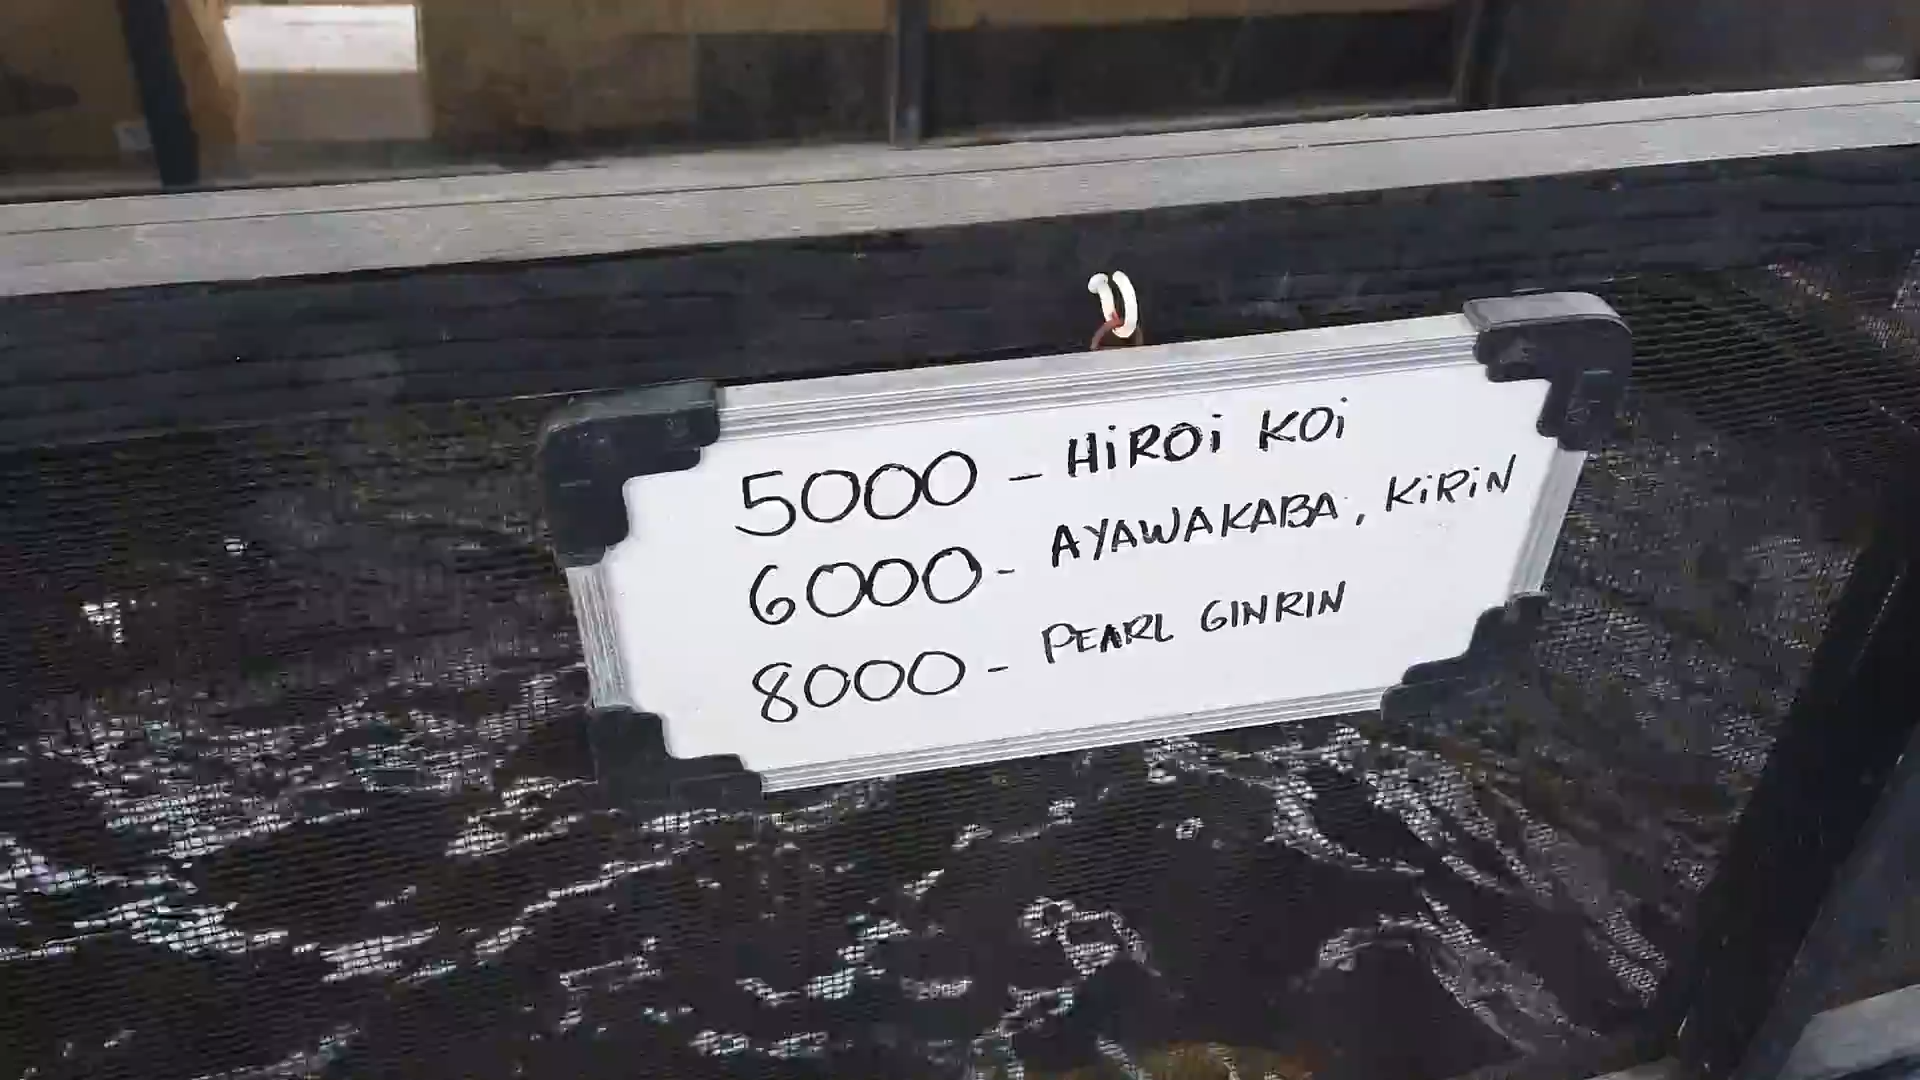 5000 - HiROi KOi
6000 - AYAWAKABA, KiRiN
8000 - PEARL GINRIN